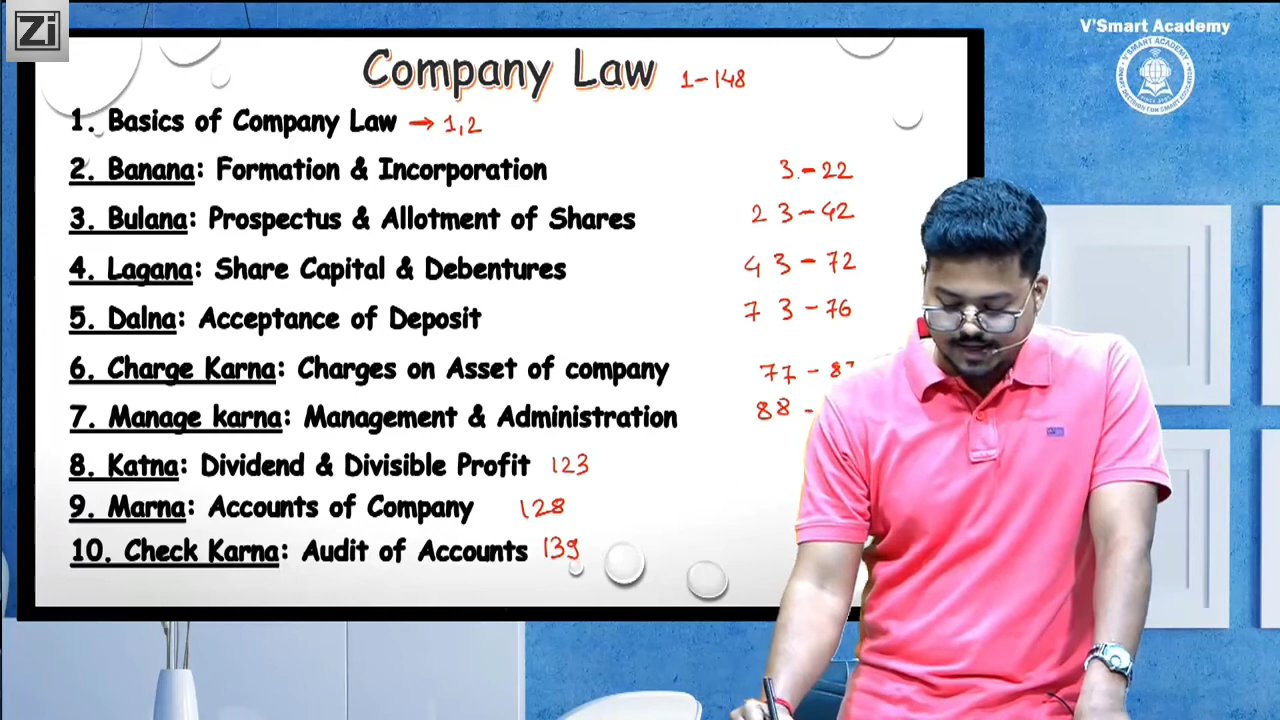 Zi
V'Smart Academy
V'SMART ACADEMY
Company Law 1-148
1. Basics of Company Law → 1,2
2. Banana: Formation & Incorporation 3-22
3. Bulana: Prospectus & Allotment of Shares 23-42
4. Lagana: Share Capital & Debentures 43-72
5. Dalna: Acceptance of Deposit 73-76
6. Charge Karna: Charges on Asset of company 77-
7. Manage karna: Management & Administration 88-
8. Katna: Dividend & Divisible Profit 123
9. Marna: Accounts of Company 128
10. Check Karna: Audit of Accounts 139